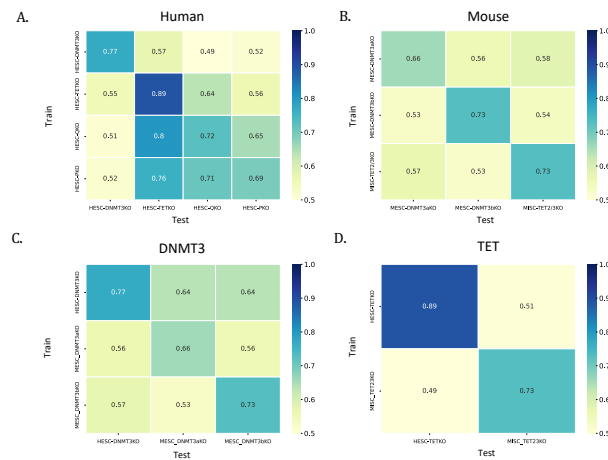 A.
Human
HESC-DNMT3KO
0.77
0.57
0.49
0.52
HESC-TETKO
0.55
0.89
0.64
0.56
HESC-QKO
0.51
0.8
0.72
0.65
HESC-PKO
0.52
0.76
0.71
0.69
Train
HESC-DNMT3KO
HESC-TETKO
HESC-QKO
HESC-PKO
Test
1.0
0.9
0.8
0.7
0.6
0.5
B.
Mouse
MESC-DNMT3aKO
0.66
0.56
0.58
MESC-DNMT3bKO
0.53
0.73
0.54
MISC-TET2/3KO
0.57
0.53
0.73
Train
MESC-DNMT3aKO
MESC-DNMT3bKO
MISC-TET2/3KO
Test
1.0
0.9
0.8
0.7
0.6
0.5
C.
DNMT3
HESC-DNMT3KO
0.77
0.64
0.64
MESC_DNMT3aKO
0.56
0.66
0.56
MESC_DNMT3bKO
0.57
0.53
0.73
Train
HESC-DNMT3KO
MESC_DNMT3aKO
MESC_DNMT3bKO
Test
1.0
0.9
0.8
0.7
0.6
0.5
D.
TET
HESC-TETKO
0.89
0.51
MISC_TET23KO
0.49
0.73
Train
HESC-TETKO
MISC_TET23KO
Test
1.0
0.9
0.8
0.7
0.6
0.5